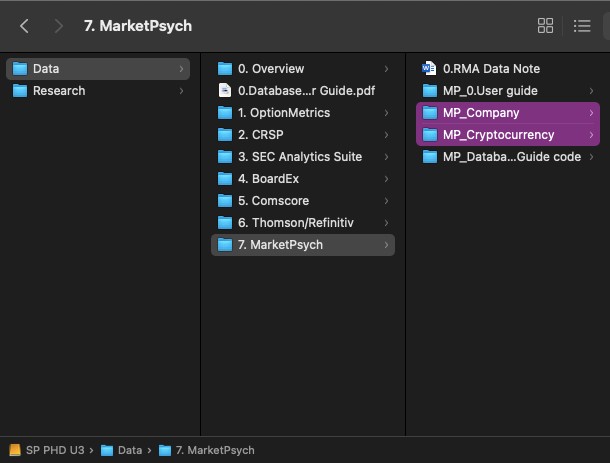 7. MarketPsych
Data
Research
0. Overview
0.Database...r Guide.pdf
1. OptionMetrics
2. CRSP
3. SEC Analytics Suite
4. BoardEx
5. Comscore
6. Thomson/Refinitiv
7. MarketPsych
0.RMA Data Note
MP_0.User guide
MP_Company
MP_Cryptocurrency
MP_Databa...Guide code
SP PHD U3 › Data › 7. MarketPsych